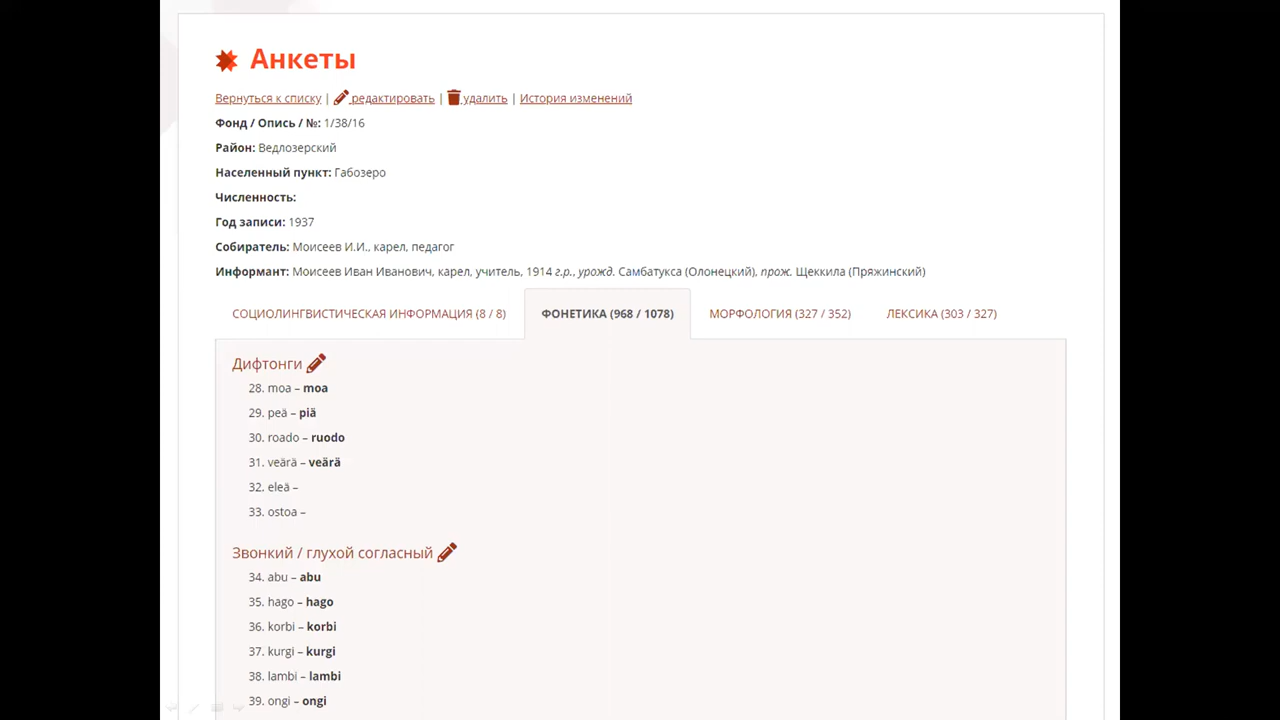 Анкеты
Вернуться к списку | редактировать | удалить | История изменений
Фонд / Опись / №: 1/38/16
Район: Ведлозерский
Населенный пункт: Габозеро
Численность:
Год записи: 1937
Собиратель: Моисеев И.И., карел, педагог
Информант: Моисеев Иван Иванович, карел, учитель, 1914 г.р., урожд. Самбатукса (Олонецкий), прож. Щеккила (Пряжинский)
СОЦИОЛИНГВИСТИЧЕСКАЯ ИНФОРМАЦИЯ (8 / 8) ФОНЕТИКА (968 / 1078) МОРФОЛОГИЯ (327 / 352) ЛЕКСИКА (303 / 327)
Дифтонги
28. moa – moa
29. peä – piä
30. roado – ruodo
31. veärä – veärä
32. eleä –
33. ostoa –
Звонкий / глухой согласный
34. abu – abu
35. hago – hago
36. korbi – korbi
37. kurgi – kurgi
38. lambi – lambi
39. ongi – ongi